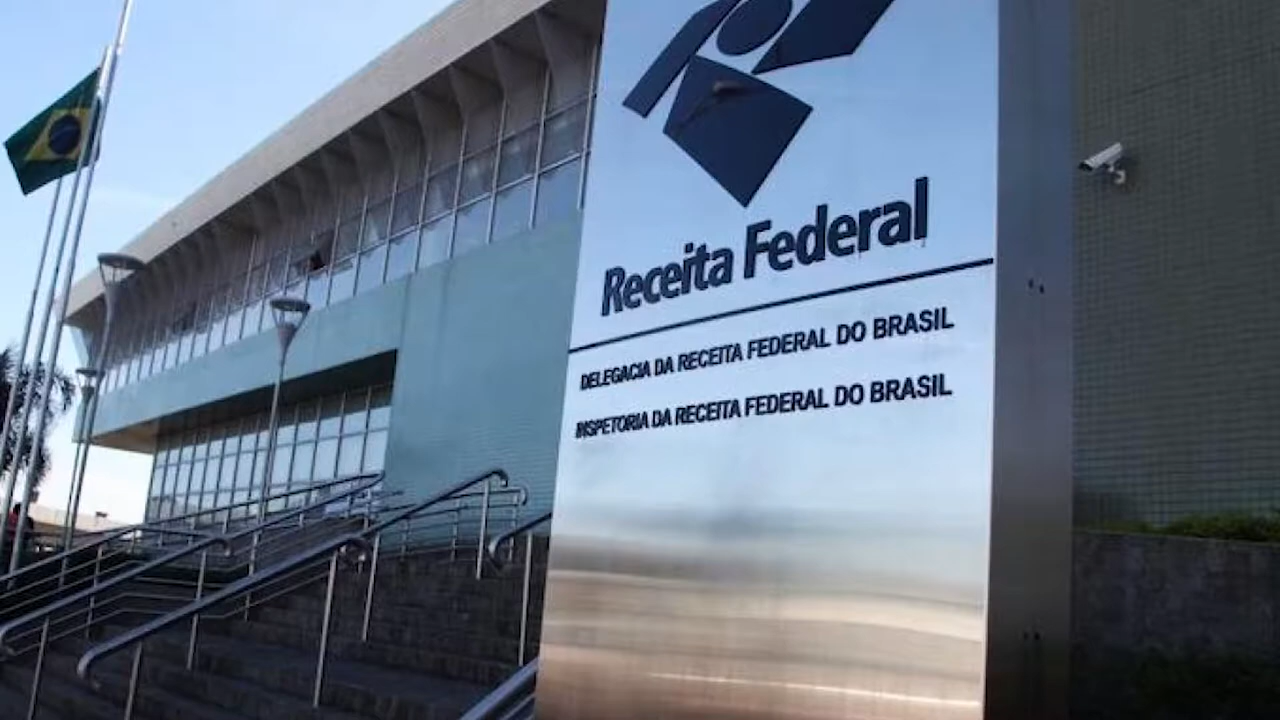 Receita Federal
DELEGACIA DA RECEITA FEDERAL DO BRASIL
INSPETORIA DA RECEITA FEDERAL DO BRASIL